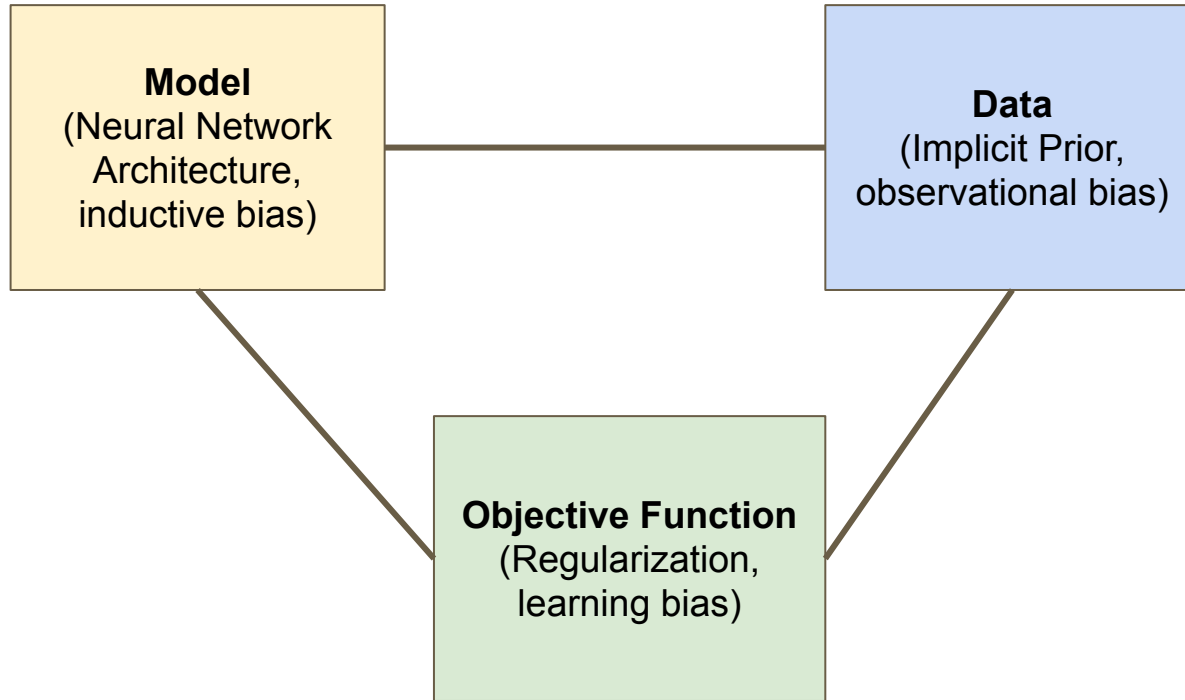 Model
(Neural Network
Architecture,
inductive bias)
Data
(Implicit Prior,
observational bias)
Objective Function
(Regularization,
learning bias)